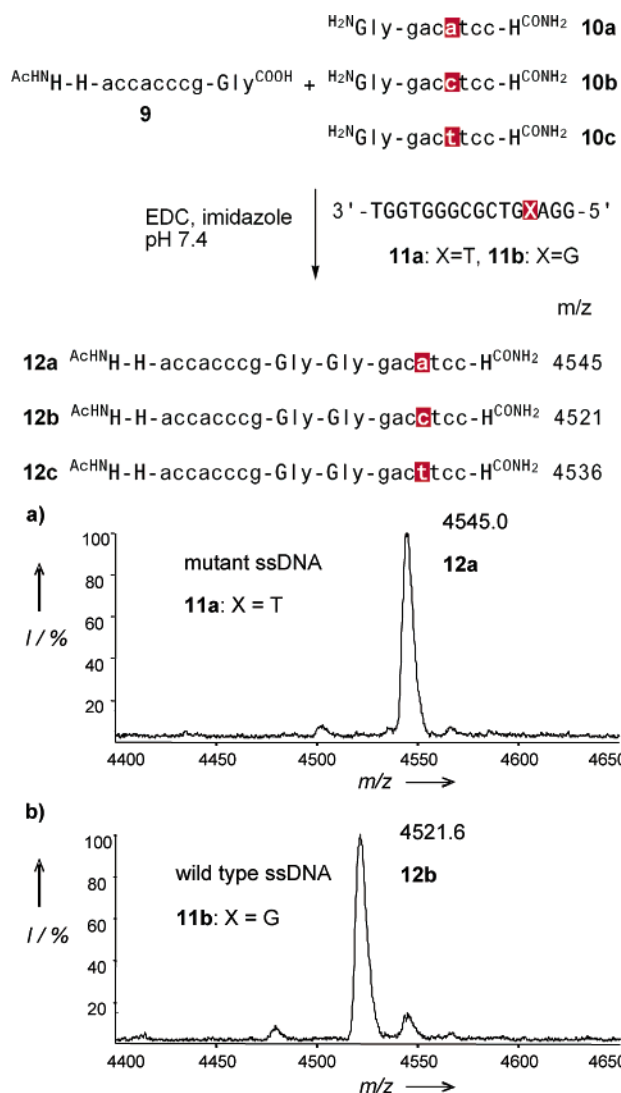 H2NGly-gacatcc-HCONH2 10a
AcHNH-H-accacccg-GlyCOOH + H2NGly-gacctcc-HCONH2 10b
9
H2NGly-gacttcc-HCONH2 10c
EDC, imidazole
pH 7.4
3'-TGGTGGGCGCTGXAGG-5'
11a: X=T, 11b: X=G
m/z
12a AcHNH-H-accacccg-Gly-Gly-gacatcc-HCONH2 4545
12b AcHNH-H-accacccg-Gly-Gly-gacctcc-HCONH2 4521
12c AcHNH-H-accacccg-Gly-Gly-gacttcc-HCONH2 4536
a)
4545.0
12a
mutant ssDNA
11a: X = T
I / %
100
80
60
40
20
4400 4450 4500 4550 4600 4650
m/z
b)
4521.6
12b
wild type ssDNA
11b: X = G
I / %
100
80
60
40
20
4400 4450 4500 4550 4600 4650
m/z